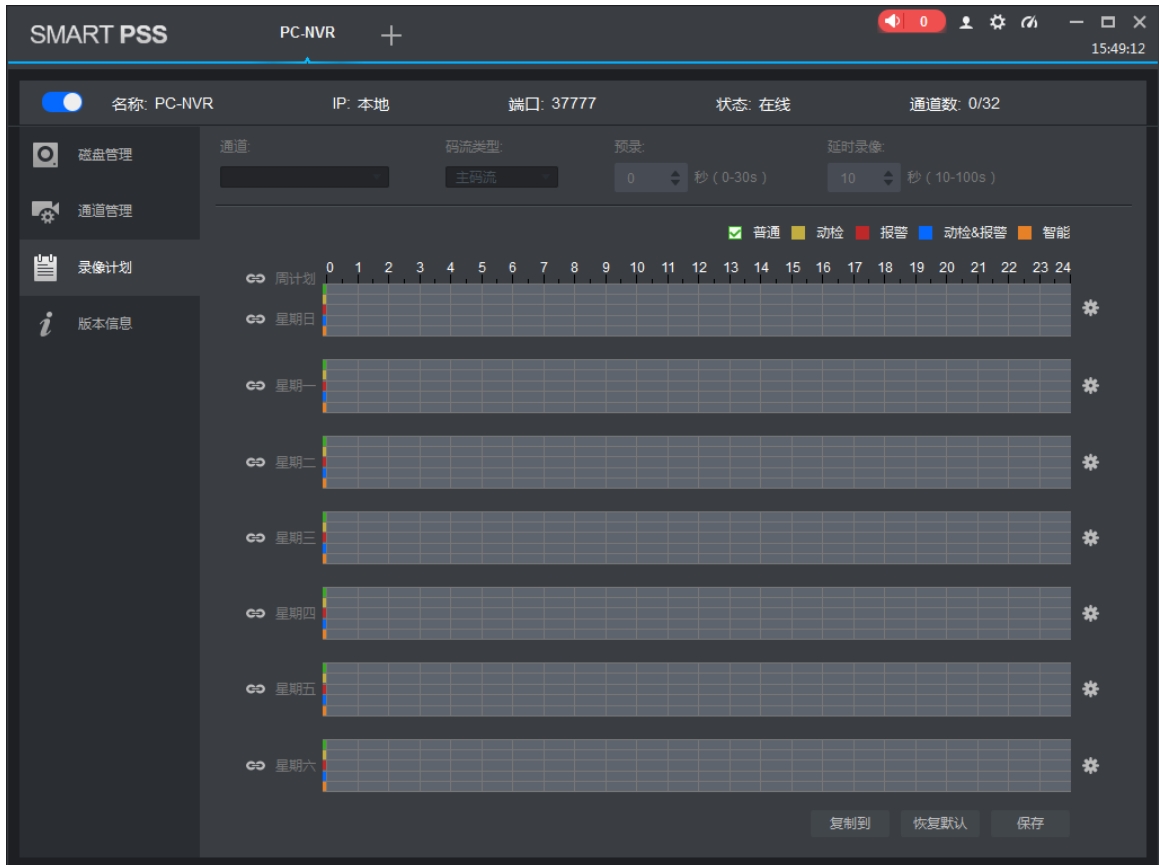 SMART PSS PC-NVR 0
15:49:12
名称: PC-NVR IP: 本地 端口: 37777 状态: 在线 通道数: 0/32
磁盘管理
通道管理
录像计划
版本信息
通道: 码流类型: 预录: 延时录像:
主码流 0 秒 ( 0-30s ) 10 秒 ( 10-100s )
普通 动检 报警 动检&报警 智能
周计划 0 1 2 3 4 5 6 7 8 9 10 11 12 13 14 15 16 17 18 19 20 21 22 23 24
星期日
星期一
星期二
星期三
星期四
星期五
星期六
复制到 恢复默认 保存